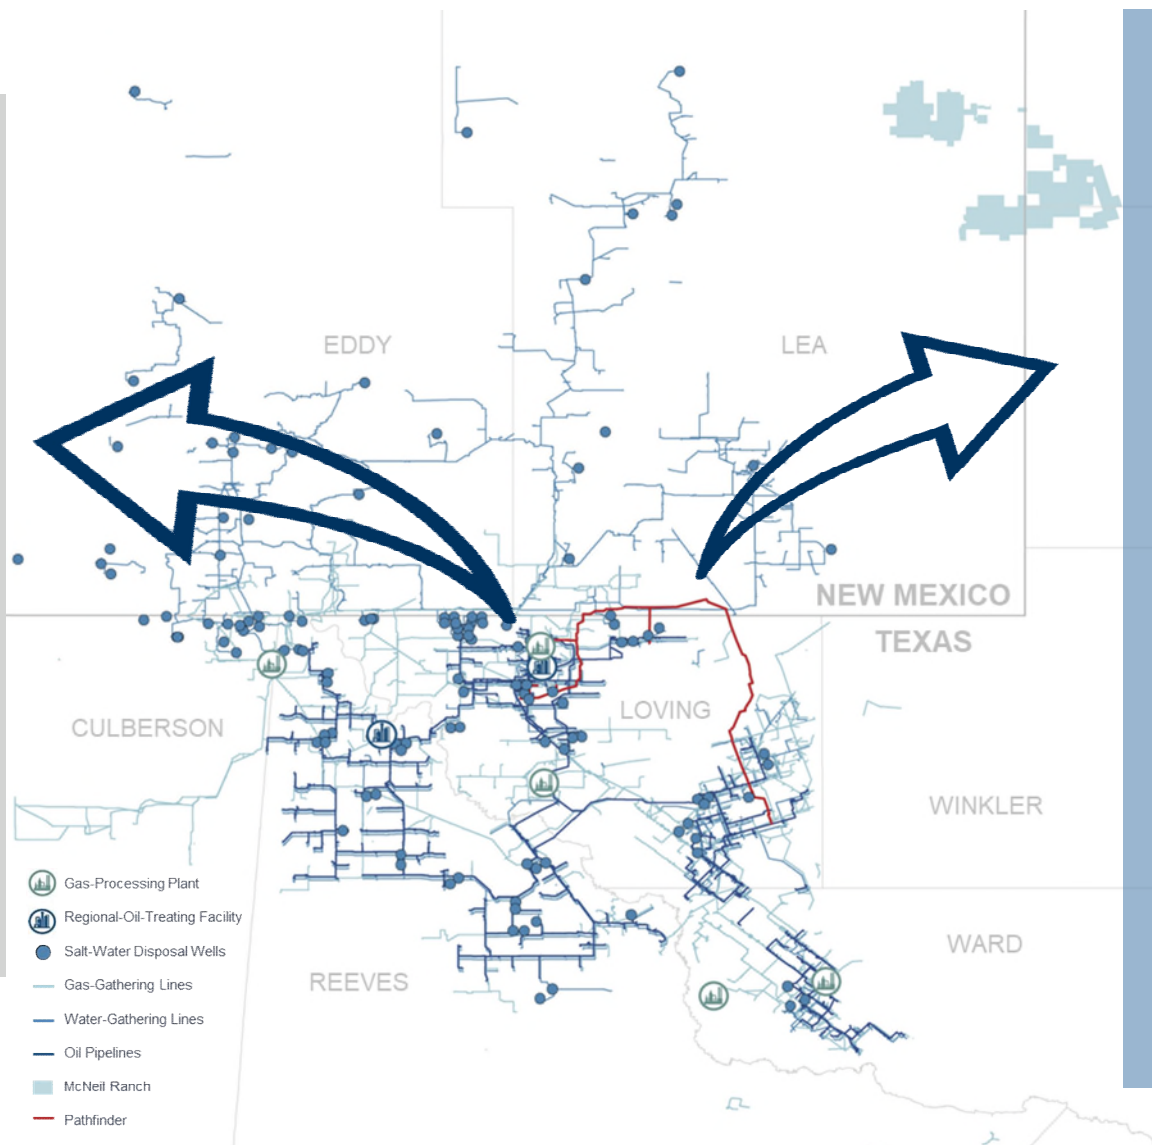 EDDY
LEA
NEW MEXICO
TEXAS
LOVING
CULBERSON
WINKLER
WARD
REEVES
Gas-Processing Plant
Regional-Oil-Treating Facility
Salt-Water Disposal Wells
Gas-Gathering Lines
Water-Gathering Lines
Oil Pipelines
McNeil Ranch
Pathfinder